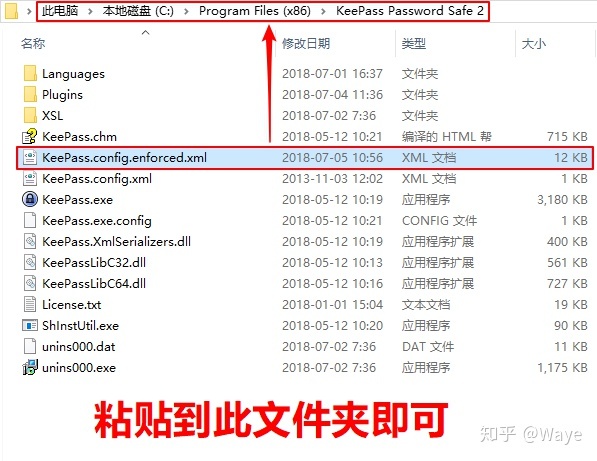 此电脑 > 本地磁盘 (C:) > Program Files (x86) > KeePass Password Safe 2
名称 修改日期 类型 大小
Languages 2018-07-01 16:37 文件夹
Plugins 2018-07-04 11:36 文件夹
XSL 2018-07-02 7:36 文件夹
KeePass.chm 2018-05-12 10:21 编译的 HTML 帮 715 KB
KeePass.config.enforced.xml 2018-07-05 10:56 XML 文档 12 KB
KeePass.config.xml 2013-11-03 12:02 XML 文档 1 KB
KeePass.exe 2018-05-12 10:19 应用程序 3,180 KB
KeePass.exe.config 2018-05-12 10:21 CONFIG 文件 1 KB
KeePass.XmlSerializers.dll 2018-05-12 10:19 应用程序扩展 400 KB
KeePassLibC32.dll 2018-05-12 10:13 应用程序扩展 561 KB
KeePassLibC64.dll 2018-05-12 10:16 应用程序扩展 727 KB
License.txt 2018-01-01 15:04 文本文档 19 KB
ShInstUtil.exe 2018-05-12 10:20 应用程序 90 KB
unins000.dat 2018-07-02 7:36 DAT 文件 11 KB
unins000.exe 2018-07-02 7:36 应用程序 1,175 KB
粘贴到此文件夹即可
知乎 @Waye